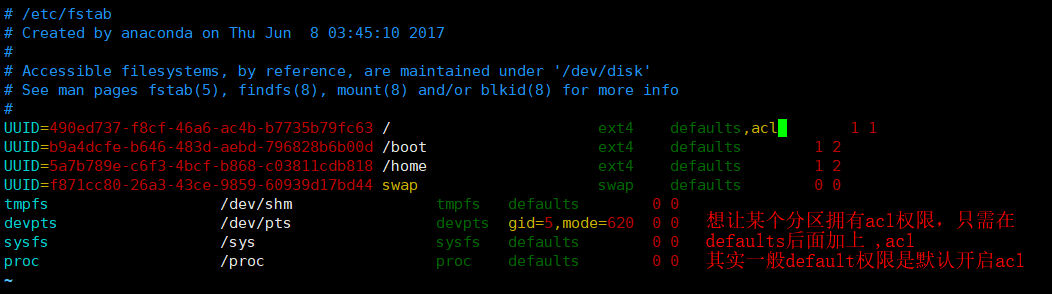 # /etc/fstab
# Created by anaconda on Thu Jun  8 03:45:10 2017
#
# Accessible filesystems, by reference, are maintained under '/dev/disk'
# See man pages fstab(5), findfs(8), mount(8) and/or blkid(8) for more info
#
UUID=490ed737-f8cf-46a6-ac4b-b7735b79fc63 /                       ext4    defaults,acl        1 1
UUID=b9a4dcfe-b646-483d-aebd-796828b6b00d /boot                   ext4    defaults        1 2
UUID=5a7b789e-c6f3-4bcf-b868-c03811cdb818 /home                   ext4    defaults        1 2
UUID=f871cc80-26a3-43ce-9859-60939d17bd44 swap                    swap    defaults        0 0
tmpfs                   /dev/shm                tmpfs   defaults        0 0
devpts                  /dev/pts                devpts  gid=5,mode=620  0 0
sysfs                   /sys                    sysfs   defaults        0 0
proc                    /proc                   proc    defaults        0 0
~
想让某个分区拥有acl权限，只需在
defaults后面加上 ,acl
其实一般default权限是默认开启acl